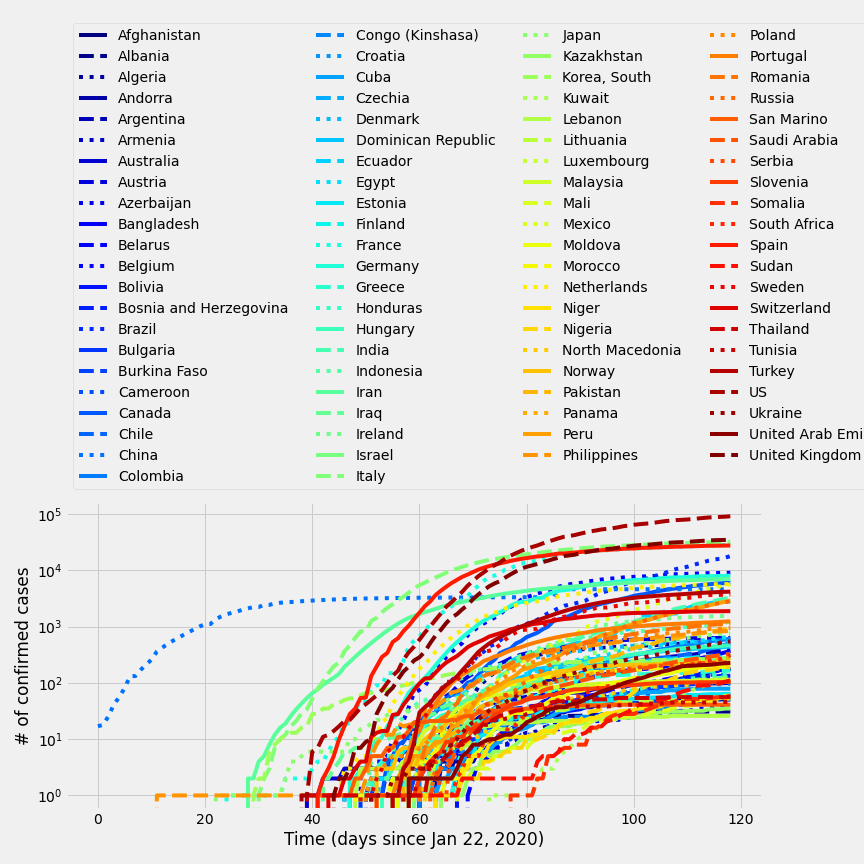 Afghanistan
Albania
Algeria
Andorra
Argentina
Armenia
Australia
Austria
Azerbaijan
Bangladesh
Belarus
Belgium
Bolivia
Bosnia and Herzegovina
Brazil
Bulgaria
Burkina Faso
Cameroon
Canada
Chile
China
Colombia
Congo (Kinshasa)
Croatia
Cuba
Czechia
Denmark
Dominican Republic
Ecuador
Egypt
Estonia
Finland
France
Germany
Greece
Honduras
Hungary
India
Indonesia
Iran
Iraq
Ireland
Israel
Italy
Japan
Kazakhstan
Korea, South
Kuwait
Lebanon
Lithuania
Luxembourg
Malaysia
Mali
Mexico
Moldova
Morocco
Netherlands
Niger
Nigeria
North Macedonia
Norway
Pakistan
Panama
Peru
Philippines
Poland
Portugal
Romania
Russia
San Marino
Saudi Arabia
Serbia
Slovenia
Somalia
South Africa
Spain
Sudan
Sweden
Switzerland
Thailand
Tunisia
Turkey
US
Ukraine
United Arab Emi
United Kingdom
# of confirmed cases
10⁵
10⁴
10³
10²
10¹
10⁰
0 20 40 60 80 100 120
Time (days since Jan 22, 2020)